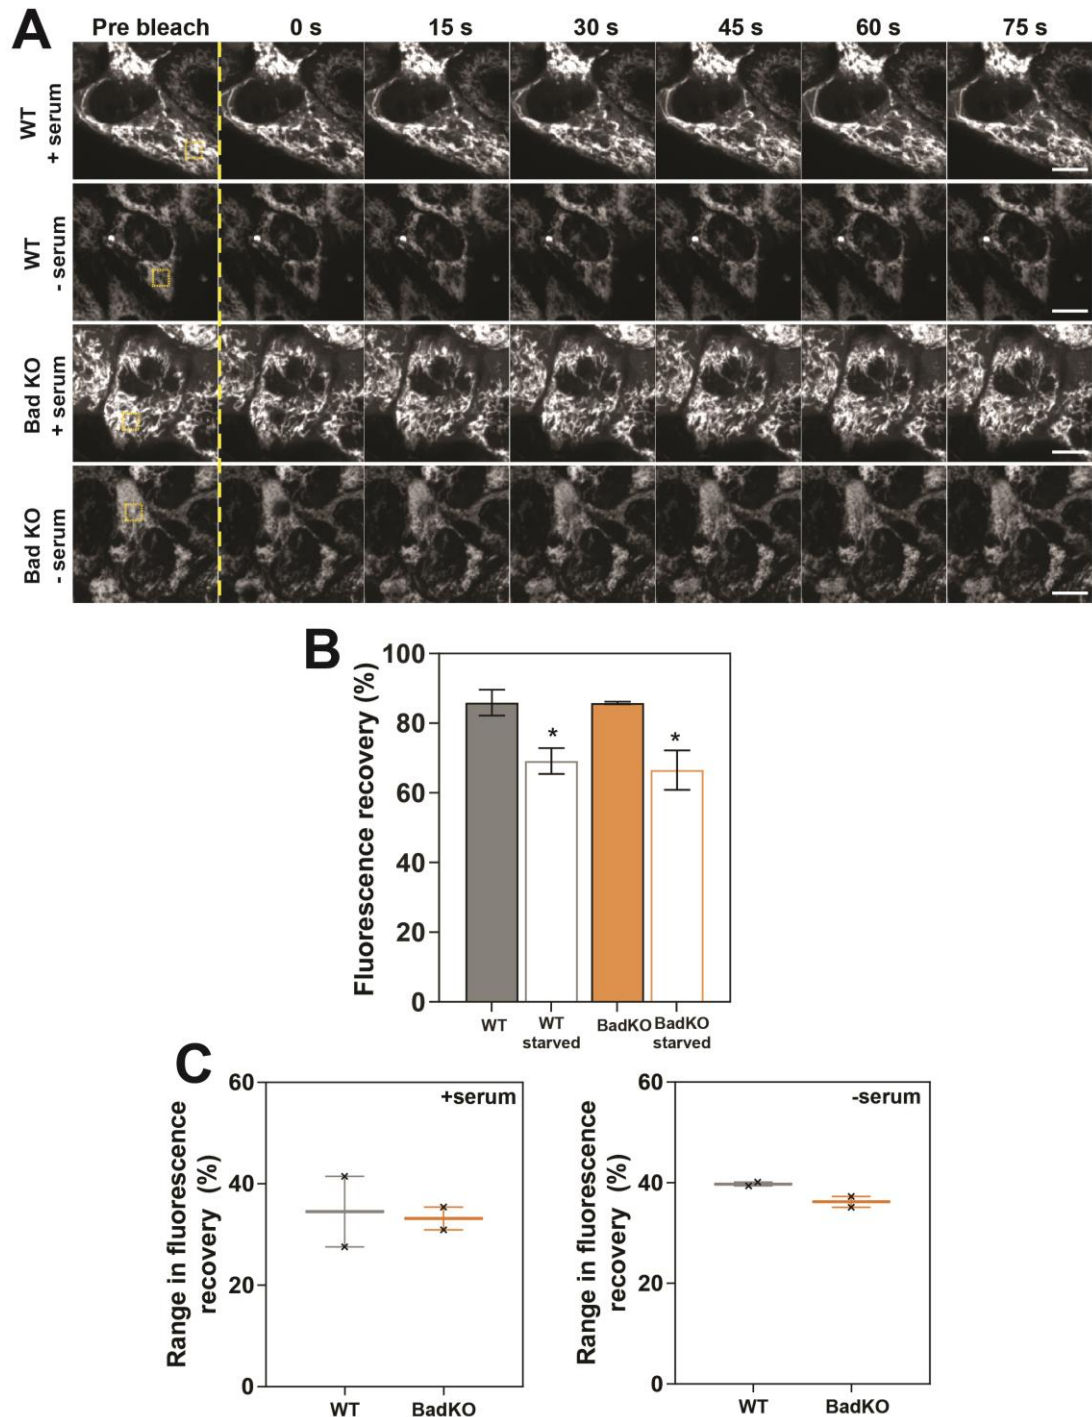 A
Pre bleach 0 s 15 s 30 s 45 s 60 s 75 s
WT
+ serum
WT
- serum
Bad KO
+ serum
Bad KO
- serum
B
Fluorescence recovery (%)
100
80
60
40
20
0
*
*
WT
WT
starved
BadKO
BadKO
starved
C
Range in fluorescence
recovery (%)
60
40
20
0
+serum
WT BadKO
Range in fluorescence
recovery (%)
60
40
20
0
-serum
WT BadKO